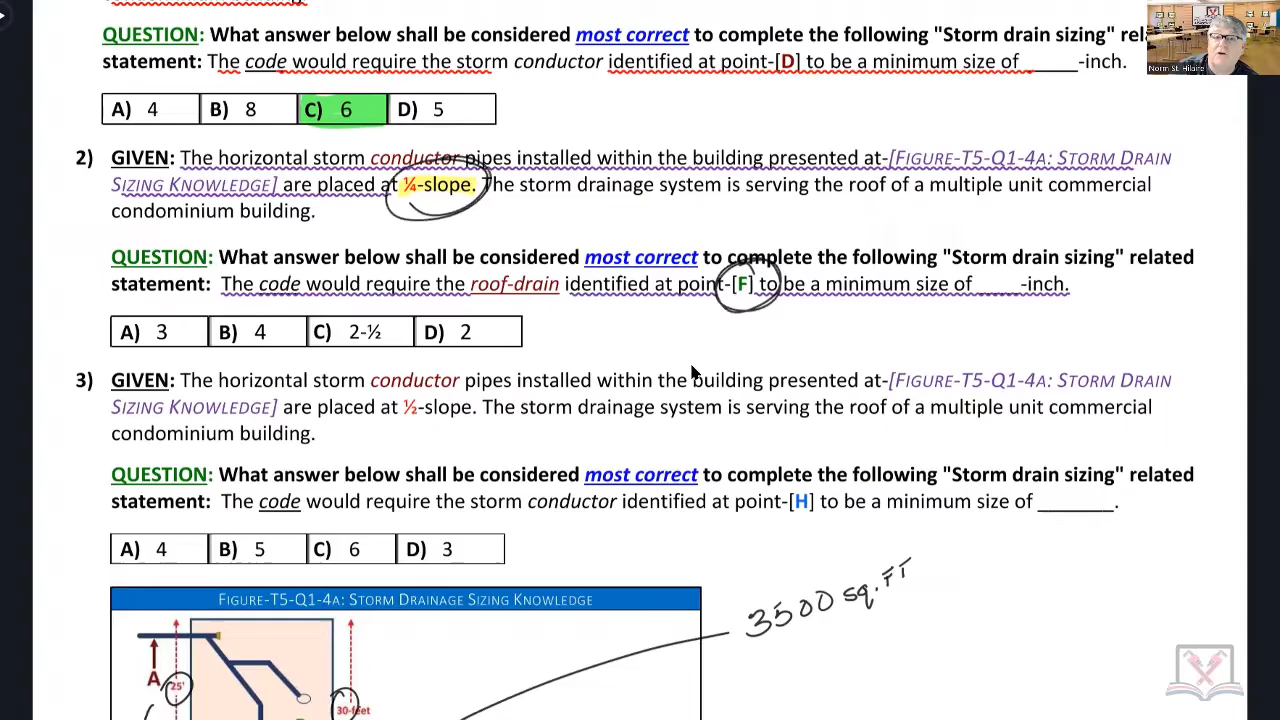 QUESTION: What answer below shall be considered most correct to complete the following "Storm drain sizing" rela
statement: The code would require the storm conductor identified at point-[D] to be a minimum size of _____-inch.
Norm St. Hilaire
A) 4 B) 8 C) 6 D) 5
2) GIVEN: The horizontal storm conductor pipes installed within the building presented at-[FIGURE-T5-Q1-4A: STORM DRAIN
SIZING KNOWLEDGE] are placed at ¼-slope. The storm drainage system is serving the roof of a multiple unit commercial
condominium building.
QUESTION: What answer below shall be considered most correct to complete the following "Storm drain sizing" related
statement: The code would require the roof-drain identified at point-[F] to be a minimum size of _____-inch.
A) 3 B) 4 C) 2-½ D) 2
3) GIVEN: The horizontal storm conductor pipes installed within the building presented at-[FIGURE-T5-Q1-4A: STORM DRAIN
SIZING KNOWLEDGE] are placed at ½-slope. The storm drainage system is serving the roof of a multiple unit commercial
condominium building.
QUESTION: What answer below shall be considered most correct to complete the following "Storm drain sizing" related
statement: The code would require the storm conductor identified at point-[H] to be a minimum size of ________.
A) 4 B) 5 C) 6 D) 3
FIGURE-T5-Q1-4A: STORM DRAINAGE SIZING KNOWLEDGE
3500 sq. FT
A
25'
30-feet